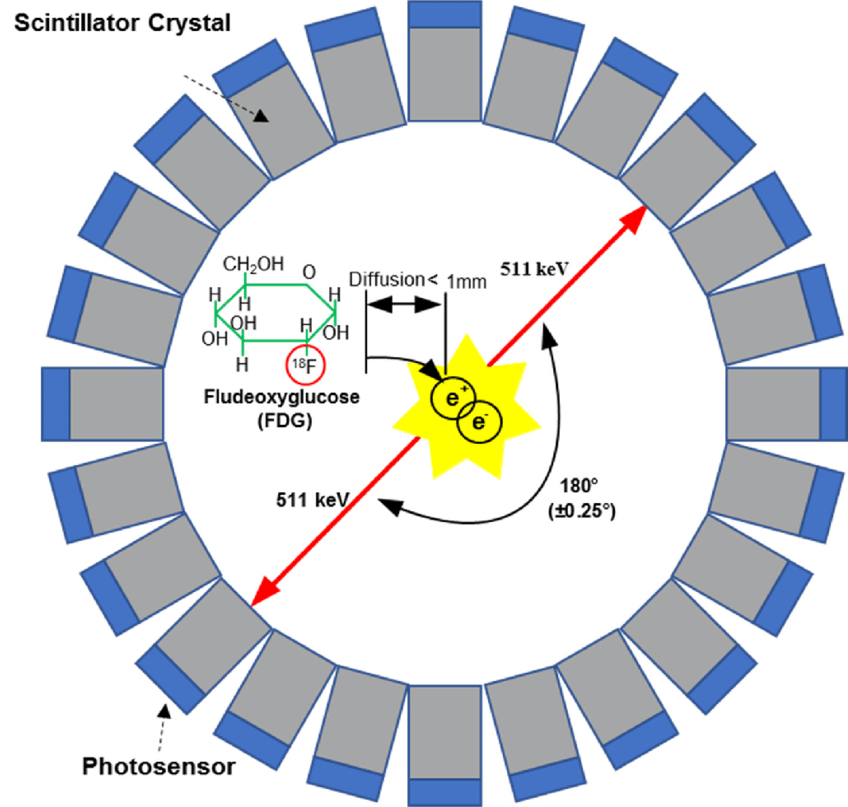 Scintillator Crystal
511 keV
CH₂OH
O
Diffusion < 1mm
H
H
H
OH
OH
H
OH
H
¹⁸F
Fludeoxyglucose
(FDG)
e⁺
e⁻
511 keV
180°
(±0.25°)
Photosensor